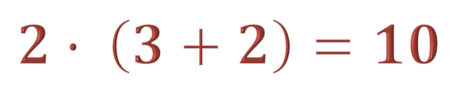 2 · (3 + 2) = 10